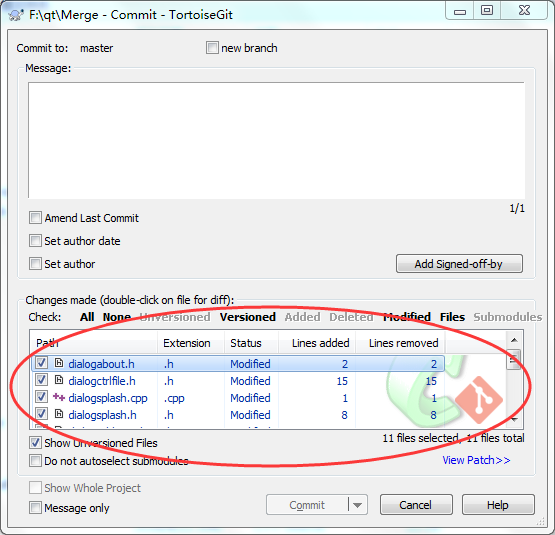 F:\qt\Merge - Commit - TortoiseGit
Commit to: master new branch
Message:
1/1
Amend Last Commit
Set author date
Set author
Add Signed-off-by
Changes made (double-click on file for diff):
Check: All None Unversioned Versioned Added Deleted Modified Files Submodules
Path Extension Status Lines added Lines removed
dialogabout.h .h Modified 2 2
dialogctrlfile.h .h Modified 15 15
dialogsplash.cpp .cpp Modified 1 1
dialogsplash.h .h Modified 8 8
Show Unversioned Files
11 files selected, 11 files total
Do not autoselect submodules
View Patch>>
Show Whole Project
Message only
Commit
Cancel
Help